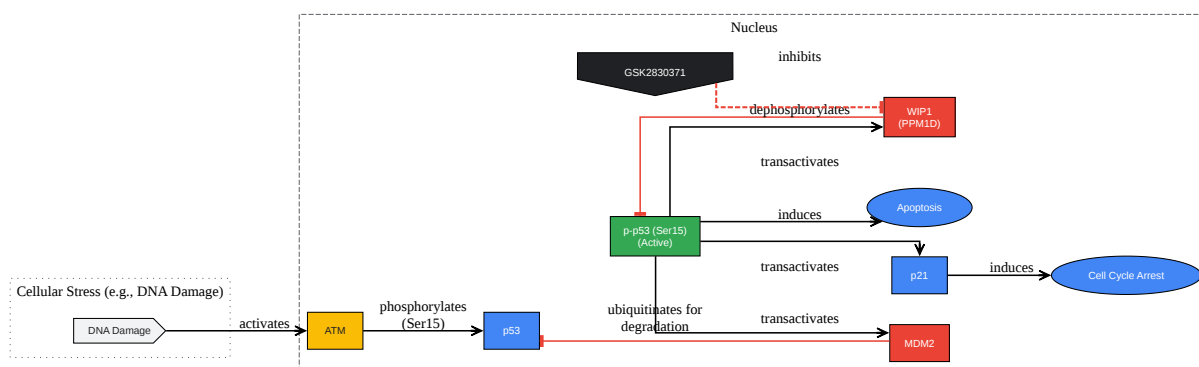 Nucleus
inhibits
GSK2830371
dephosphorylates
WIP1
(PPM1D)
transactivates
Apoptosis
induces
p-p53 (Ser15)
(Active)
transactivates
p21
induces
Cell Cycle Arrest
Cellular Stress (e.g., DNA Damage)
DNA Damage
activates
ATM
phosphorylates
(Ser15)
p53
ubiquitinates for
degradation
transactivates
MDM2